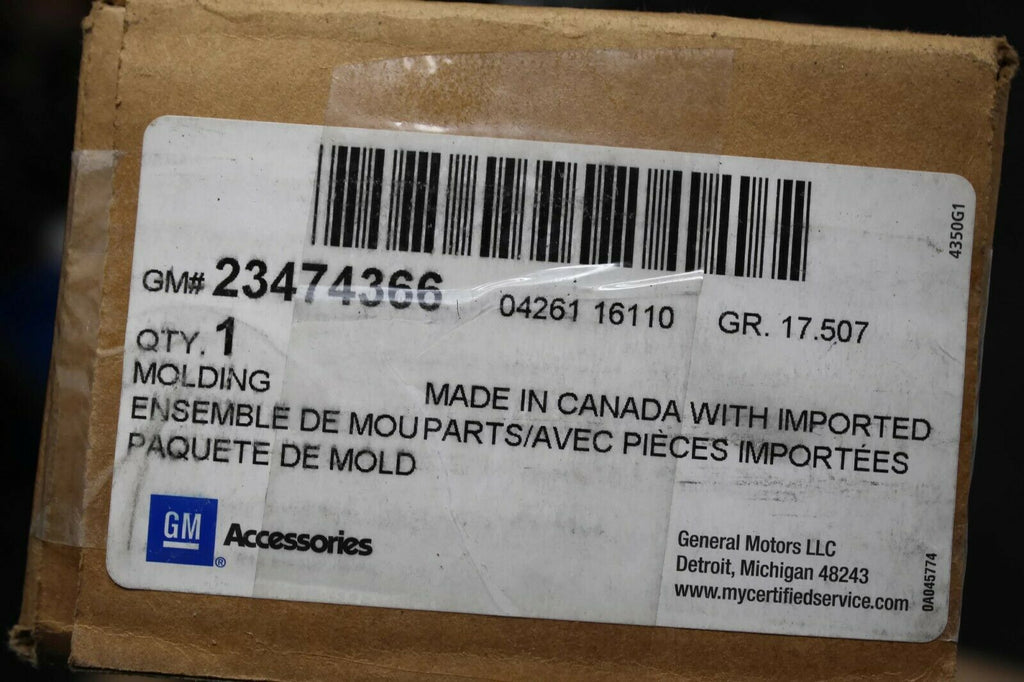 4350G1
GM# 23474366 04261 16110 GR. 17.507
QTY. 1
MOLDING
ENSEMBLE DE MOU
PAQUETE DE MOLD
MADE IN CANADA WITH IMPORTED
PARTS/AVEC PIÈCES IMPORTÉES
GM ® Accessories
General Motors LLC
Detroit, Michigan 48243
www.mycertifiedservice.com
0A045774